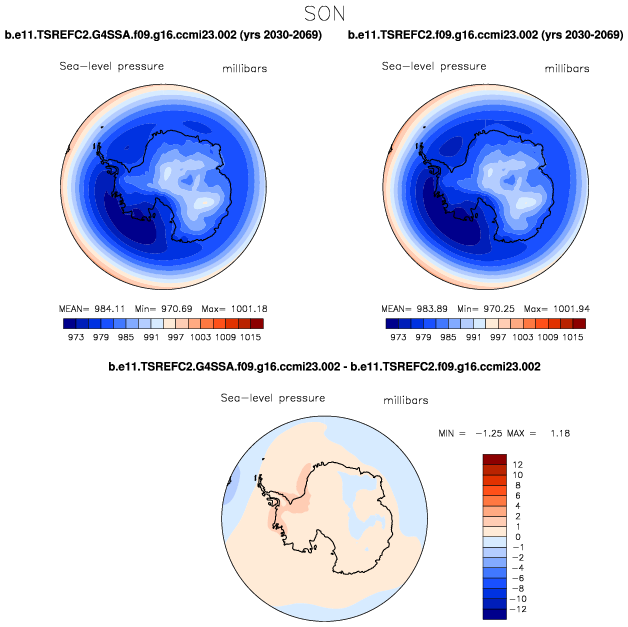 SON
b.e11.TSREFC2.G4SSA.f09.g16.ccmi23.002 (yrs 2030-2069) b.e11.TSREFC2.f09.g16.ccmi23.002 (yrs 2030-2069)
Sea-level pressure millibars Sea-level pressure millibars
MEAN= 984.11 Min= 970.69 Max= 1001.18 MEAN= 983.89 Min= 970.25 Max= 1001.94
973 979 985 991 997 1003 1009 1015 973 979 985 991 997 1003 1009 1015
b.e11.TSREFC2.G4SSA.f09.g16.ccmi23.002 - b.e11.TSREFC2.f09.g16.ccmi23.002
Sea-level pressure millibars
MIN = -1.25 MAX = 1.18
12
10
8
6
4
2
1
0
-1
-2
-4
-6
-8
-10
-12